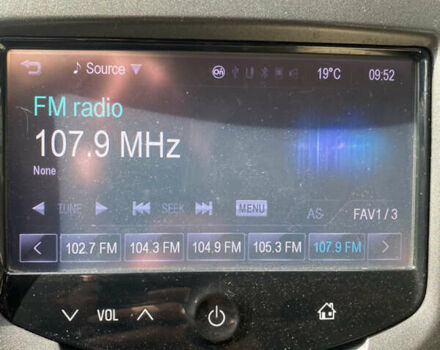 Source 19°C 09:52
FM radio
107.9 MHz
None
TUNE SEEK MENU AS FAV1 / 3
102.7 FM 104.3 FM 104.9 FM 105.3 FM 107.9 FM
VOL